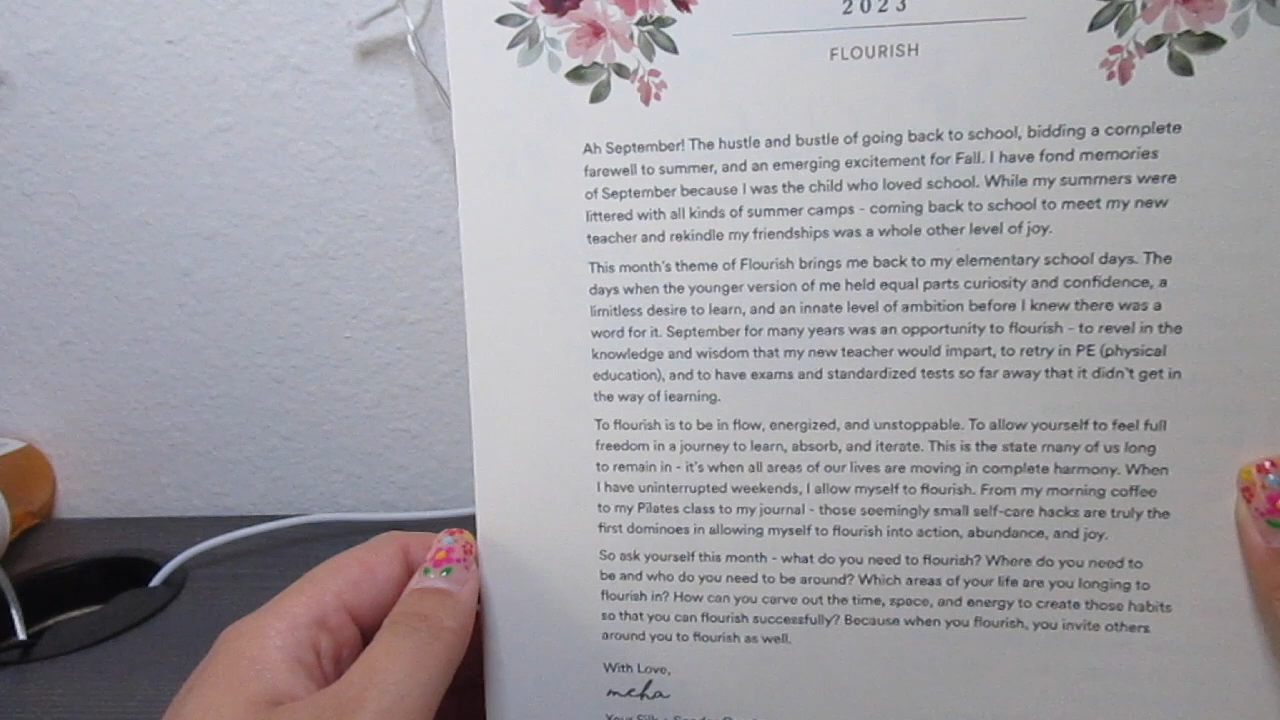 2023
FLOURISH
Ah September! The hustle and bustle of going back to school, bidding a complete
farewell to summer, and an emerging excitement for Fall. I have fond memories
of September because I was the child who loved school. While my summers were
littered with all kinds of summer camps - coming back to school to meet my new
teacher and rekindle my friendships was a whole other level of joy.
This month's theme of Flourish brings me back to my elementary school days. The
days when the younger version of me held equal parts curiosity and confidence, a
limitless desire to learn, and an innate level of ambition before I knew there was a
word for it. September for many years was an opportunity to flourish - to revel in the
knowledge and wisdom that my new teacher would impart, to retry in PE (physical
education), and to have exams and standardized tests so far away that it didn't get in
the way of learning.
To flourish is to be in flow, energized, and unstoppable. To allow yourself to feel full
freedom in a journey to learn, absorb, and iterate. This is the state many of us long
to remain in - it's when all areas of our lives are moving in complete harmony. When
I have uninterrupted weekends, I allow myself to flourish. From my morning coffee
to my Pilates class to my journal - those seemingly small self-care hacks are truly the
first dominoes in allowing myself to flourish into action, abundance, and joy.
So ask yourself this month - what do you need to flourish? Where do you need to
be and who do you need to be around? Which areas of your life are you longing to
flourish in? How can you carve out the time, space, and energy to create those habits
so that you can flourish successfully? Because when you flourish, you invite others
around you to flourish as well.
With Love,
meha